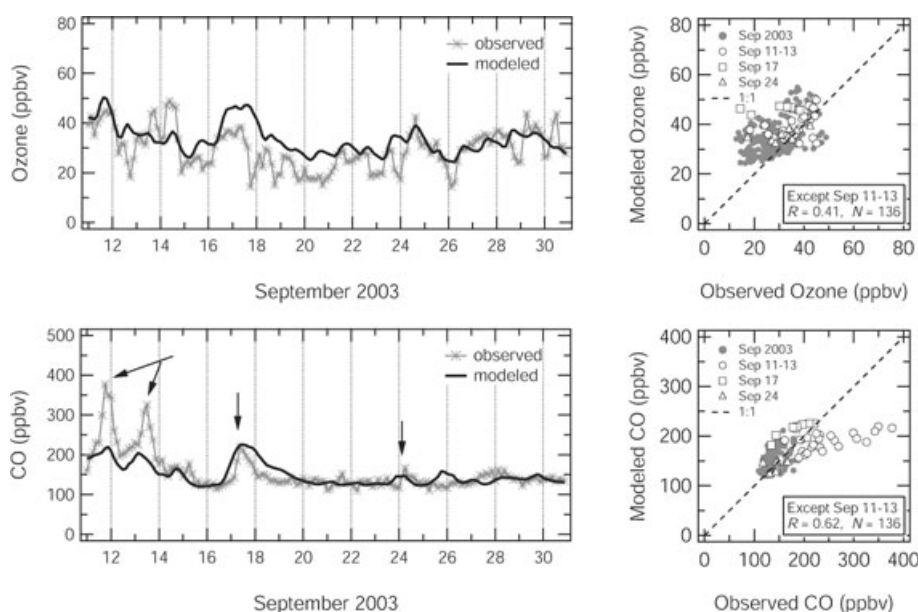 80
60
40
20
0
Ozone (ppbv)
observed
modeled
12 14 16 18 20 22 24 26 28 30
September 2003
80
60
40
20
0
Modeled Ozone (ppbv)
Sep 2003
Sep 11-13
Sep 17
Sep 24
1:1
Except Sep 11-13
R = 0.41, N = 136
0 20 40 60 80
Observed Ozone (ppbv)
500
400
300
200
100
0
CO (ppbv)
observed
modeled
12 14 16 18 20 22 24 26 28 30
September 2003
400
300
200
100
0
Modeled CO (ppbv)
Sep 2003
Sep 11-13
Sep 17
Sep 24
1:1
Except Sep 11-13
R = 0.62, N = 136
0 100 200 300 400
Observed CO (ppbv)